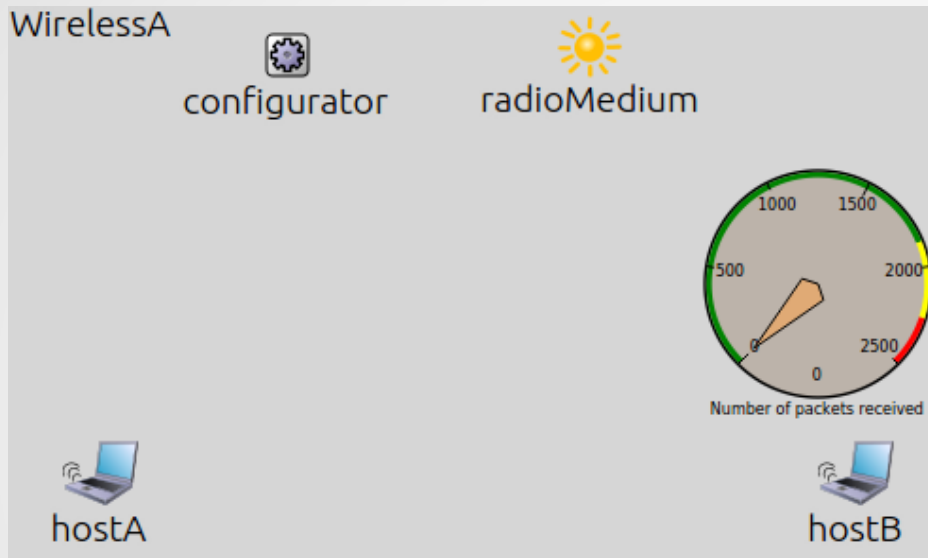 WirelessA
configurator
radioMedium
1000
1500
500
2000
0
2500
0
Number of packets received
hostA
hostB